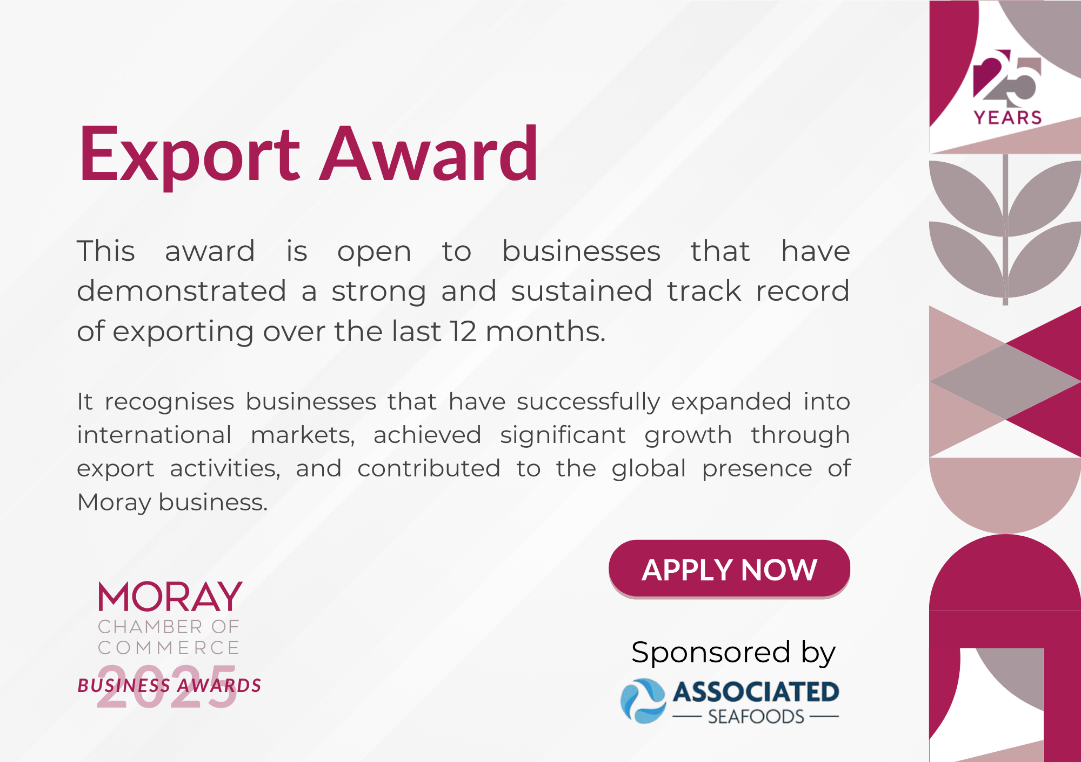 25
YEARS
Export Award
This award is open to businesses that have
demonstrated a strong and sustained track record
of exporting over the last 12 months.
It recognises businesses that have successfully expanded into
international markets, achieved significant growth through
export activities, and contributed to the global presence of
Moray business.
APPLY NOW
MORAY
CHAMBER OF
COMMERCE
2025
BUSINESS AWARDS
Sponsored by
ASSOCIATED
SEAFOODS